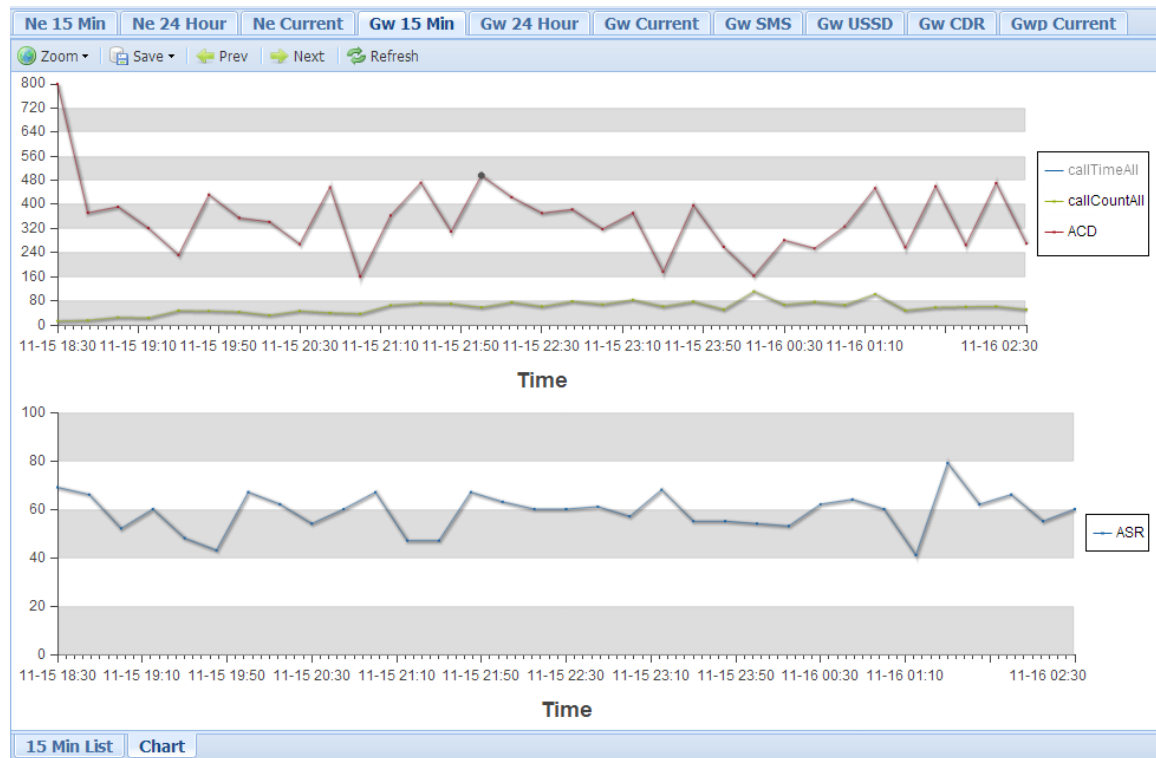 Ne 15 Min Ne 24 Hour Ne Current Gw 15 Min Gw 24 Hour Gw Current Gw SMS Gw USSD Gw CDR Gwp Current
Zoom Save Prev Next Refresh
800
720
640
560
480
400
320
240
160
80
0
callTimeAll
callCountAll
ACD
11-15 18:30 11-15 19:10 11-15 19:50 11-15 20:30 11-15 21:10 11-15 21:50 11-15 22:30 11-15 23:10 11-15 23:50 11-16 00:30 11-16 01:10 11-16 02:30
Time
100
80
60
40
20
0
ASR
11-15 18:30 11-15 19:10 11-15 19:50 11-15 20:30 11-15 21:10 11-15 21:50 11-15 22:30 11-15 23:10 11-15 23:50 11-16 00:30 11-16 01:10 11-16 02:30
Time
15 Min List Chart